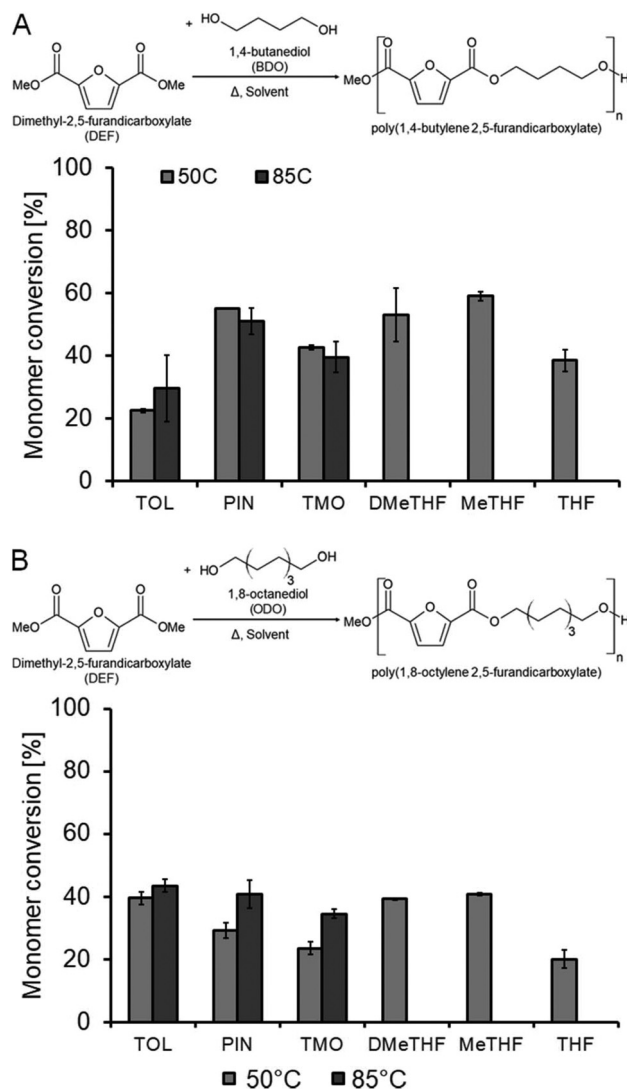 A
+ HO OH
1,4-butanediol
(BDO)
Δ, Solvent
O O O
MeO OMe
Dimethyl-2,5-furandicarboxylate
(DEF)
O O O
MeO O O H
n
poly(1,4-butylene 2,5-furandicarboxylate)
50C 85C
Monomer conversion [%]
100
80
60
40
20
0
TOL PIN TMO DMeTHF MeTHF THF
B
+ HO OH
3
1,8-octanediol
(ODO)
Δ, Solvent
O O O
MeO OMe
Dimethyl-2,5-furandicarboxylate
(DEF)
O O O
MeO O O H
3
n
poly(1,8-octylene 2,5-furandicarboxylate)
Monomer conversion [%]
100
80
60
40
20
0
TOL PIN TMO DMeTHF MeTHF THF
50°C 85°C